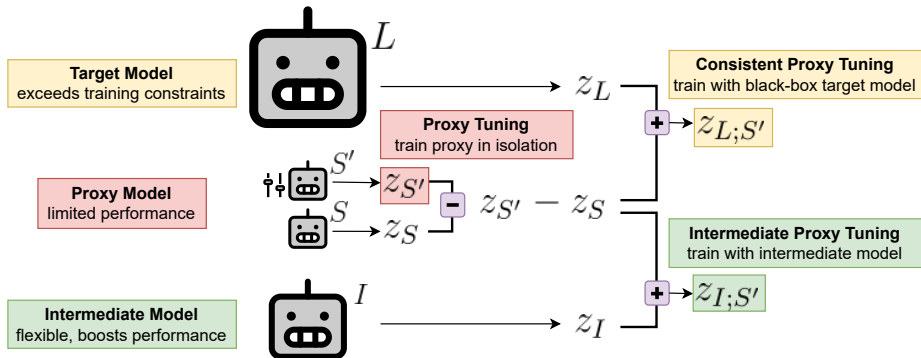 Target Model
exceeds training constraints
L
z_L
Consistent Proxy Tuning
train with black-box target model
+
z_{L;S'}
Proxy Tuning
train proxy in isolation
Proxy Model
limited performance
S'
z_{S'}
S
z_S
−
z_{S'} − z_S
Intermediate Proxy Tuning
train with intermediate model
+
z_{I;S'}
Intermediate Model
flexible, boosts performance
I
z_I